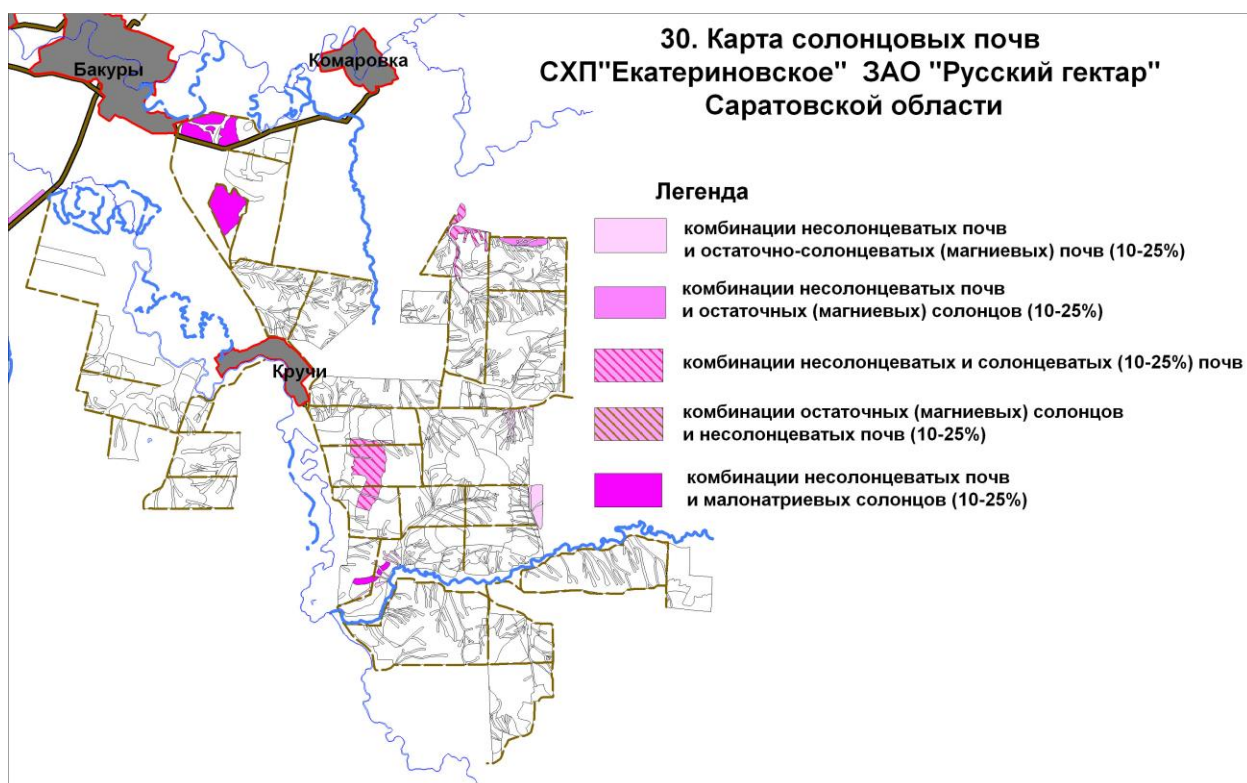 30. Карта солонцовых почв
СХП"Екатериновское" ЗАО "Русский гектар"
Саратовской области
Бакуры
Комаровка
Кручи
Легенда
комбинации несолонцеватых почв
и остаточно-солонцеватых (магниевых) почв (10-25%)
комбинации несолонцеватых почв
и остаточных (магниевых) солонцов (10-25%)
комбинации несолонцеватых и солонцеватых (10-25%) почв
комбинации остаточных (магниевых) солонцов
и несолонцеватых почв (10-25%)
комбинации несолонцеватых почв
и малонатриевых солонцов (10-25%)